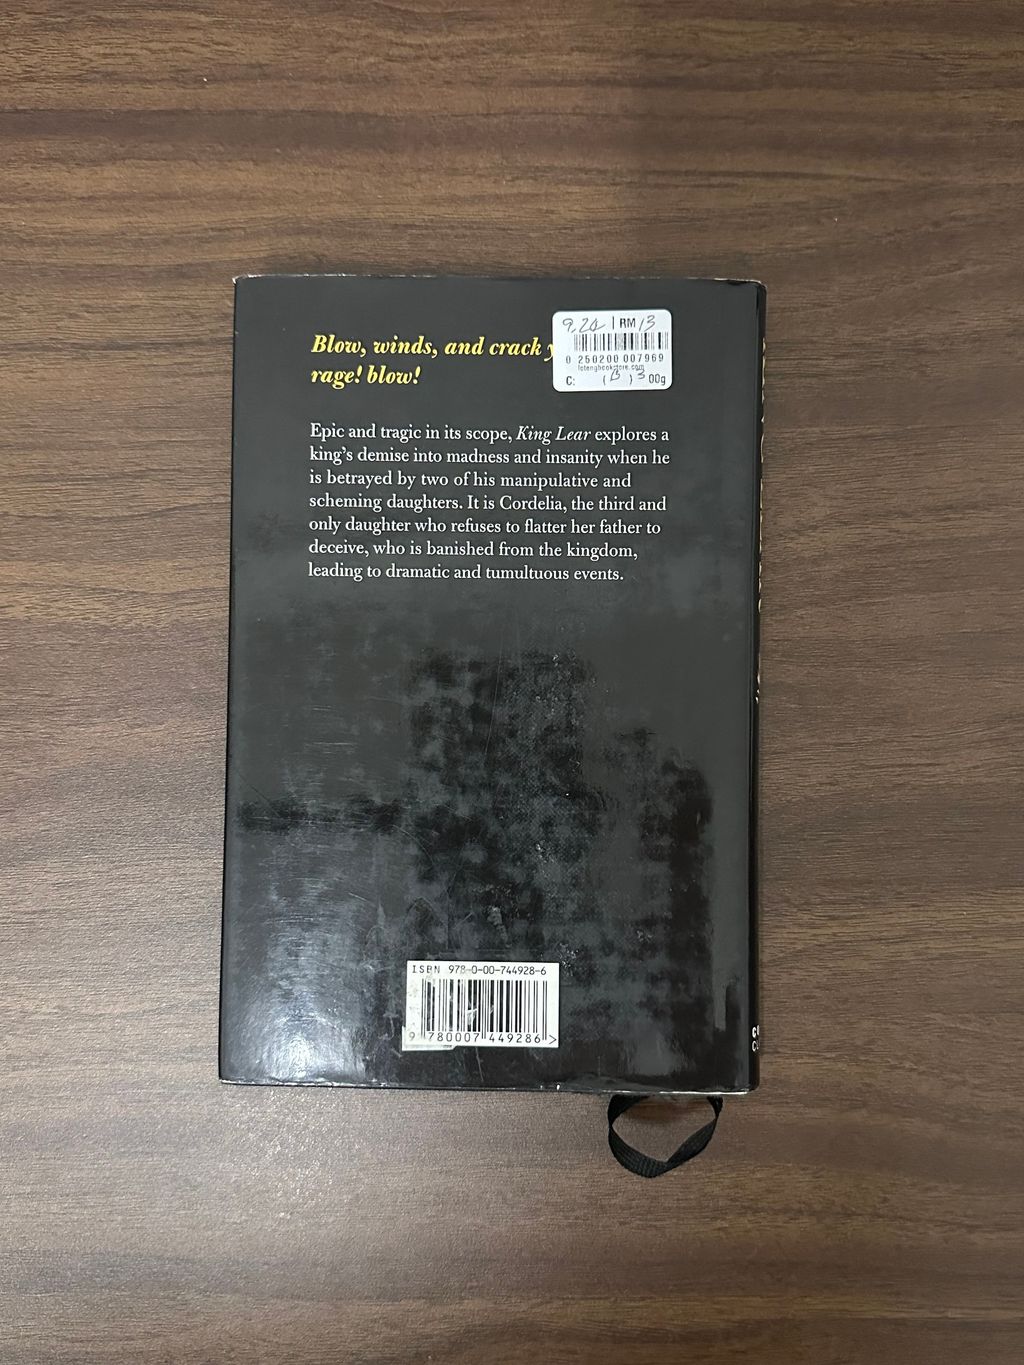 Blow, winds, and crack
rage! blow!
9.20 | RM 13
0 250200 007969
lotengbookstore.com
C: (B) 3 00g
Epic and tragic in its scope, King Lear explores a
king's demise into madness and insanity when he
is betrayed by two of his manipulative and
scheming daughters. It is Cordelia, the third and
only daughter who refuses to flatter her father to
deceive, who is banished from the kingdom,
leading to dramatic and tumultuous events.
ISBN 978-0-00-744928-6
9 780007 449286 >